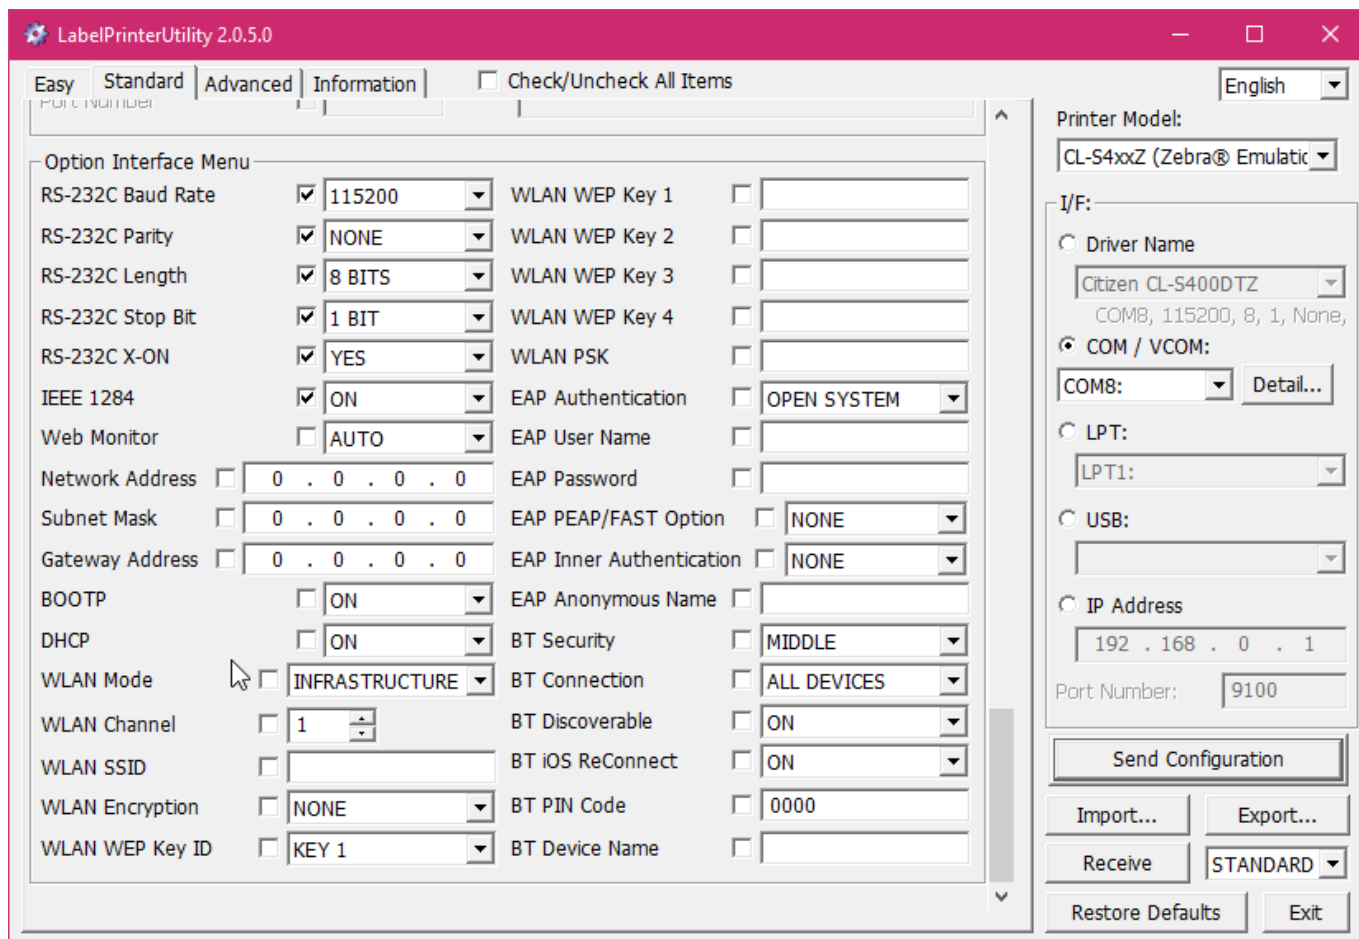 LabelPrinterUtility 2.0.5.0
Easy Standard Advanced Information Check/Uncheck All Items English
Port Number
Printer Model:
CL-S4xxZ (Zebra® Emulatic
Option Interface Menu
RS-232C Baud Rate 115200
RS-232C Parity NONE
RS-232C Length 8 BITS
RS-232C Stop Bit 1 BIT
RS-232C X-ON YES
IEEE 1284 ON
Web Monitor AUTO
Network Address 0 . 0 . 0 . 0
Subnet Mask 0 . 0 . 0 . 0
Gateway Address 0 . 0 . 0 . 0
BOOTP ON
DHCP ON
WLAN Mode INFRASTRUCTURE
WLAN Channel 1
WLAN SSID
WLAN Encryption NONE
WLAN WEP Key ID KEY 1
WLAN WEP Key 1
WLAN WEP Key 2
WLAN WEP Key 3
WLAN WEP Key 4
WLAN PSK
EAP Authentication OPEN SYSTEM
EAP User Name
EAP Password
EAP PEAP/FAST Option NONE
EAP Inner Authentication NONE
EAP Anonymous Name
BT Security MIDDLE
BT Connection ALL DEVICES
BT Discoverable ON
BT iOS ReConnect ON
BT PIN Code 0000
BT Device Name
I/F:
Driver Name
Citizen CL-S400DTZ
COM8, 115200, 8, 1, None,
COM / VCOM:
COM8: Detail...
LPT:
LPT1:
USB:
IP Address
192 . 168 . 0 . 1
Port Number: 9100
Send Configuration
Import... Export...
Receive STANDARD
Restore Defaults Exit